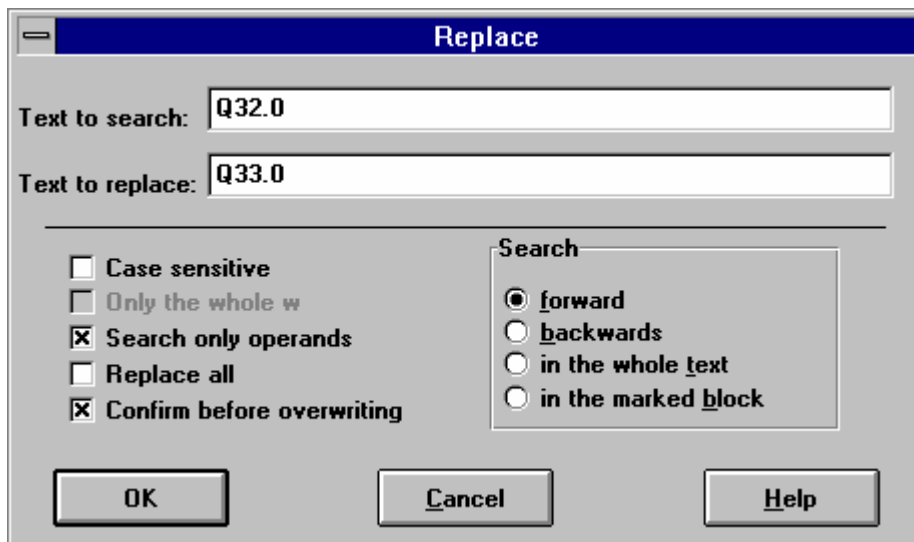 Replace
Text to search: Q32.0
Text to replace: Q33.0
Case sensitive
Only the whole w
Search only operands
Replace all
Confirm before overwriting
Search
forward
backwards
in the whole text
in the marked block
OK Cancel Help